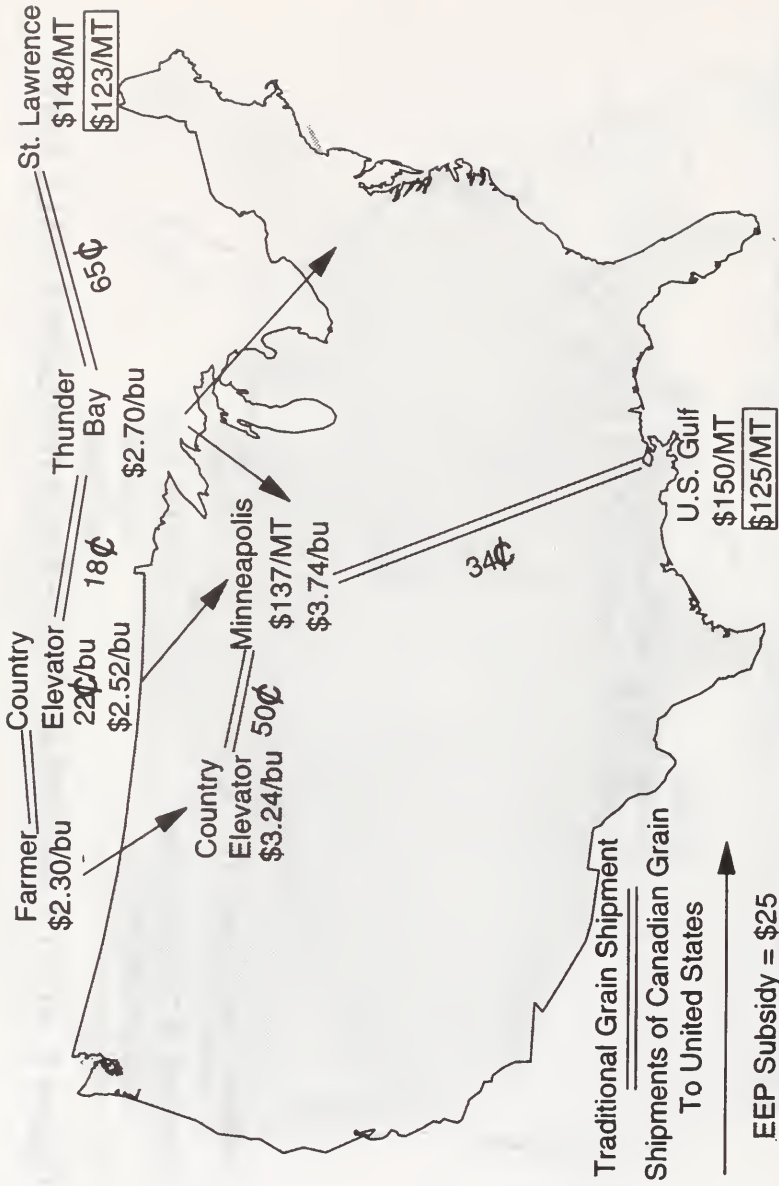 Farmer
$2.30/bu
Country
Elevator
22¢/bu
$2.52/bu
18¢
Thunder
Bay
$2.70/bu
65¢
St. Lawrence
$148/MT
$123/MT
Country
Elevator
$3.24/bu
50¢
Minneapolis
$137/MT
$3.74/bu
34¢
U.S. Gulf
$150/MT
$125/MT
Traditional Grain Shipment
Shipments of Canadian Grain
To United States
EEP Subsidy = $25